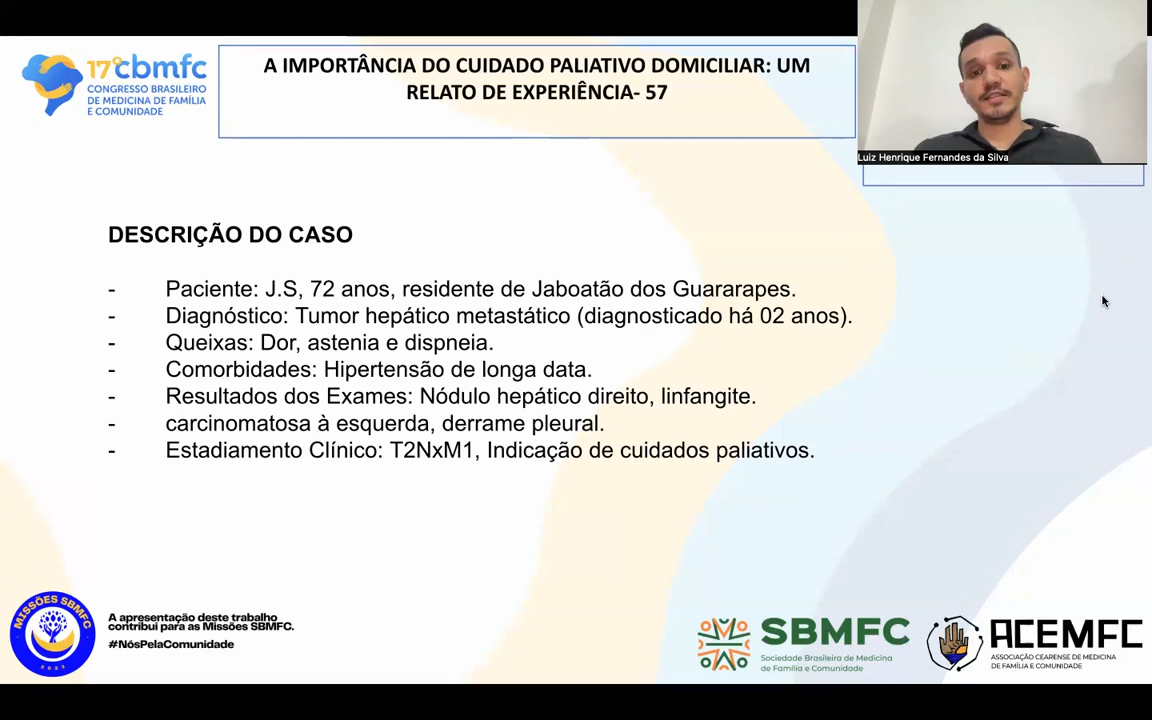 17º cbmfc
CONGRESSO BRASILEIRO
DE MEDICINA DE FAMÍLIA
E COMUNIDADE
A IMPORTÂNCIA DO CUIDADO PALIATIVO DOMICILIAR: UM
RELATO DE EXPERIÊNCIA- 57
Luiz Henrique Fernandes da Silva
DESCRIÇÃO DO CASO
- Paciente: J.S, 72 anos, residente de Jaboatão dos Guararapes.
- Diagnóstico: Tumor hepático metastático (diagnosticado há 02 anos).
- Queixas: Dor, astenia e dispneia.
- Comorbidades: Hipertensão de longa data.
- Resultados dos Exames: Nódulo hepático direito, linfangite.
- carcinomatosa à esquerda, derrame pleural.
- Estadiamento Clínico: T2NxM1, Indicação de cuidados paliativos.
MISSÕES SBMFC
2023
A apresentação deste trabalho
contribui para as Missões SBMFC.
#NósPelaComunidade
SBMFC
Sociedade Brasileira de Medicina
de Família e Comunidade
ACEMFC
ASSOCIAÇÃO CEARENSE DE MEDICINA
DE FAMÍLIA E COMUNIDADE